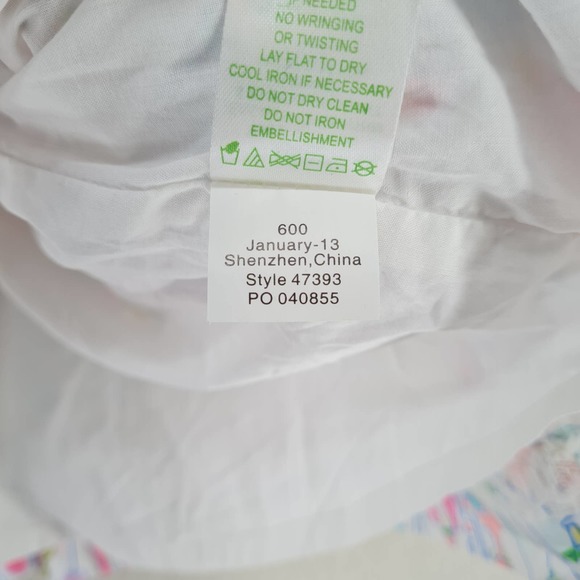 NEEDED
NO WRINGING
OR TWISTING
LAY FLAT TO DRY
COOL IRON IF NECESSARY
DO NOT DRY CLEAN
DO NOT IRON
EMBELLISHMENT
600
January-13
Shenzhen,China
Style 47393
PO 040855